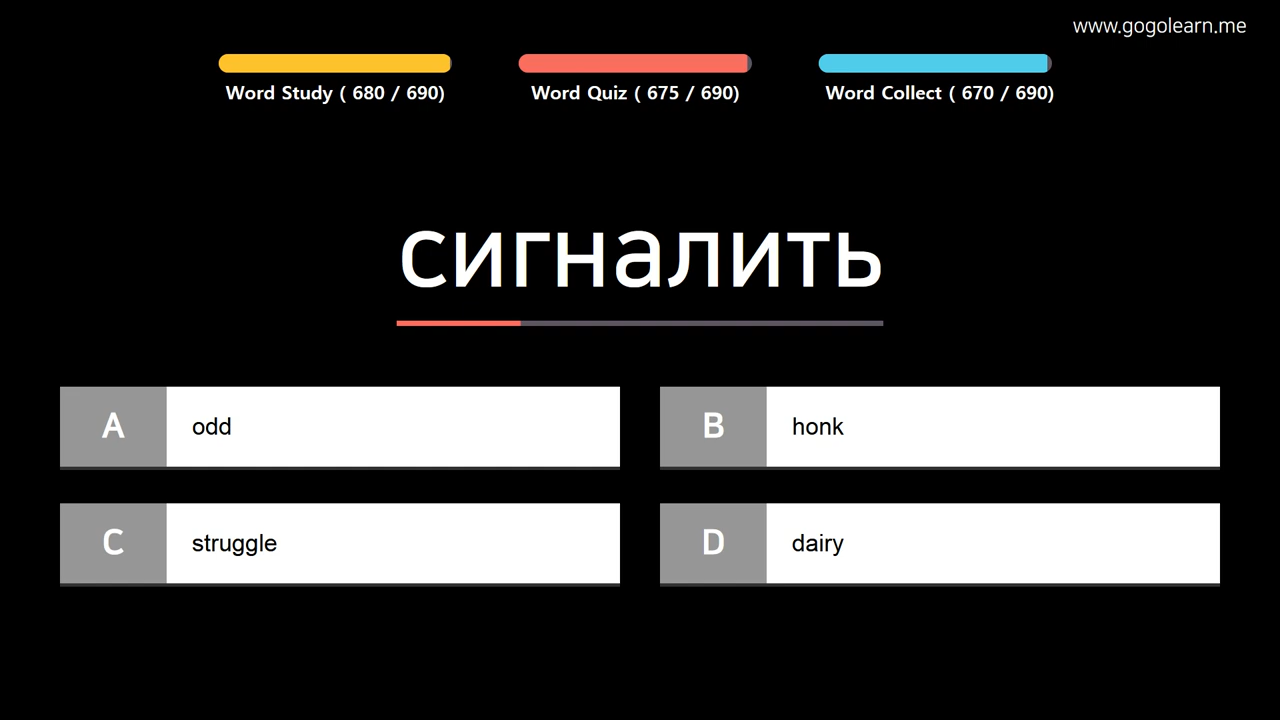 www.gogolearn.me
Word Study ( 680 / 690)
Word Quiz ( 675 / 690)
Word Collect ( 670 / 690)
сигналить
A odd
B honk
C struggle
D dairy